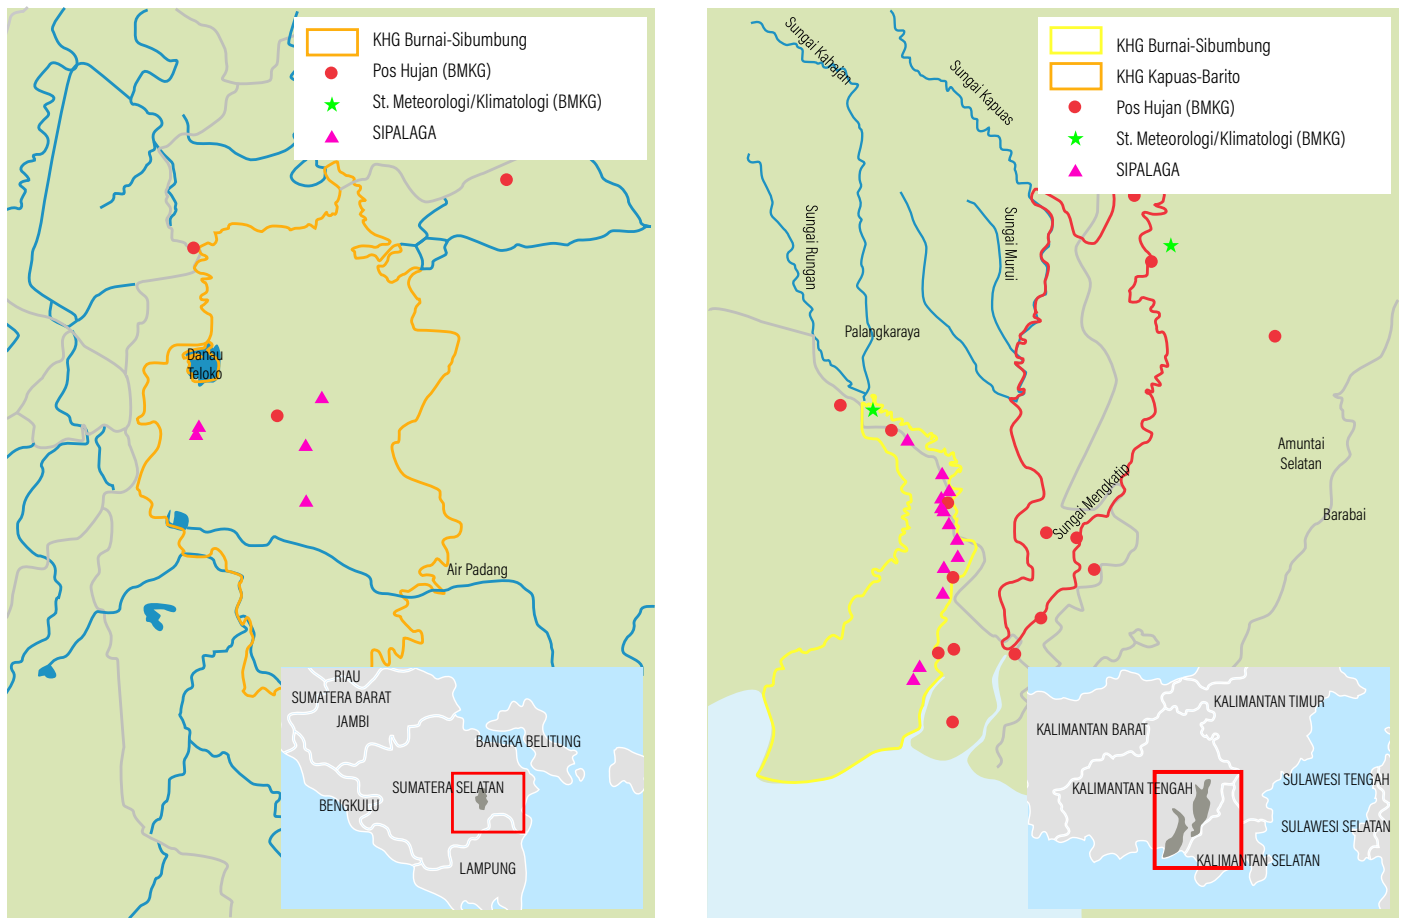 KHG Burnai-Sibumbung
Pos Hujan (BMKG)
St. Meteorologi/Klimatologi (BMKG)
SIPALAGA
Danau
Teloko
Air Padang
RIAU
SUMATERA BARAT
JAMBI
BANGKA BELITUNG
SUMATERA SELATAN
BENGKULU
LAMPUNG
KHG Burnai-Sibumbung
KHG Kapuas-Barito
Pos Hujan (BMKG)
St. Meteorologi/Klimatologi (BMKG)
SIPALAGA
Sungai Kahajan
Sungai Kapuas
Sungai Rungan
Sungai Murui
Palangkaraya
Sungai Mengkatip
Amuntai
Selatan
Barabai
KALIMANTAN TIMUR
KALIMANTAN BARAT
KALIMANTAN TENGAH
SULAWESI TENGAH
SULAWESI SELATAN
KALIMANTAN SELATAN